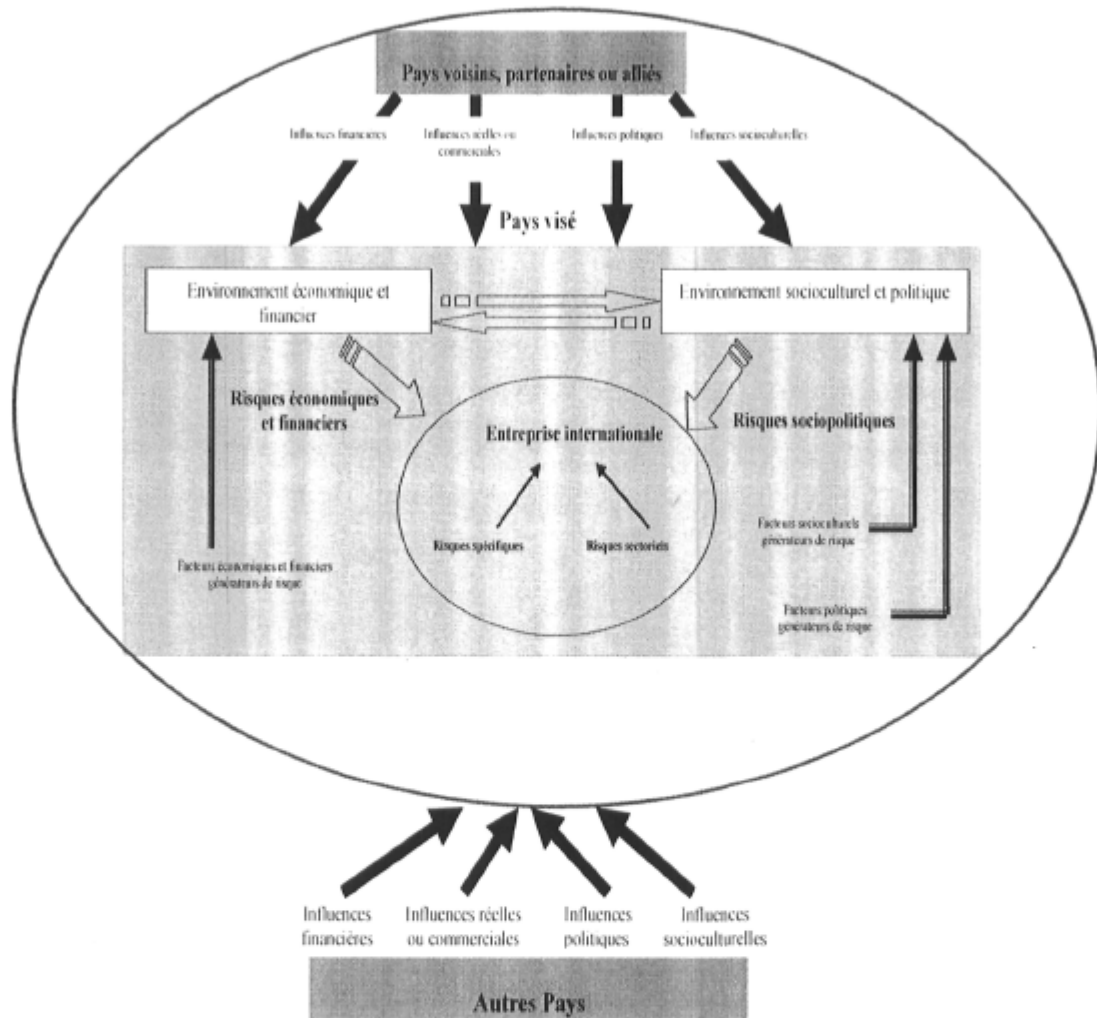 Pays voisins, partenaires ou alliés
Influences financières
Influences réelles ou
commerciales
Influences politiques
Influences socioculturelles
Pays visé
Environnement économique et
financier
Environnement socioculturel et politique
Risques économiques
et financiers
Entreprise internationale
Risques sociopolitiques
Risques spécifiques
Risques sectoriels
Facteurs socioculturels
générateurs de risque
Facteurs économiques et financiers
générateurs de risque
Facteurs politiques
générateurs de risque
Influences
financières
Influences réelles
ou commerciales
Influences
politiques
Influences
socioculturelles
Autres Pays